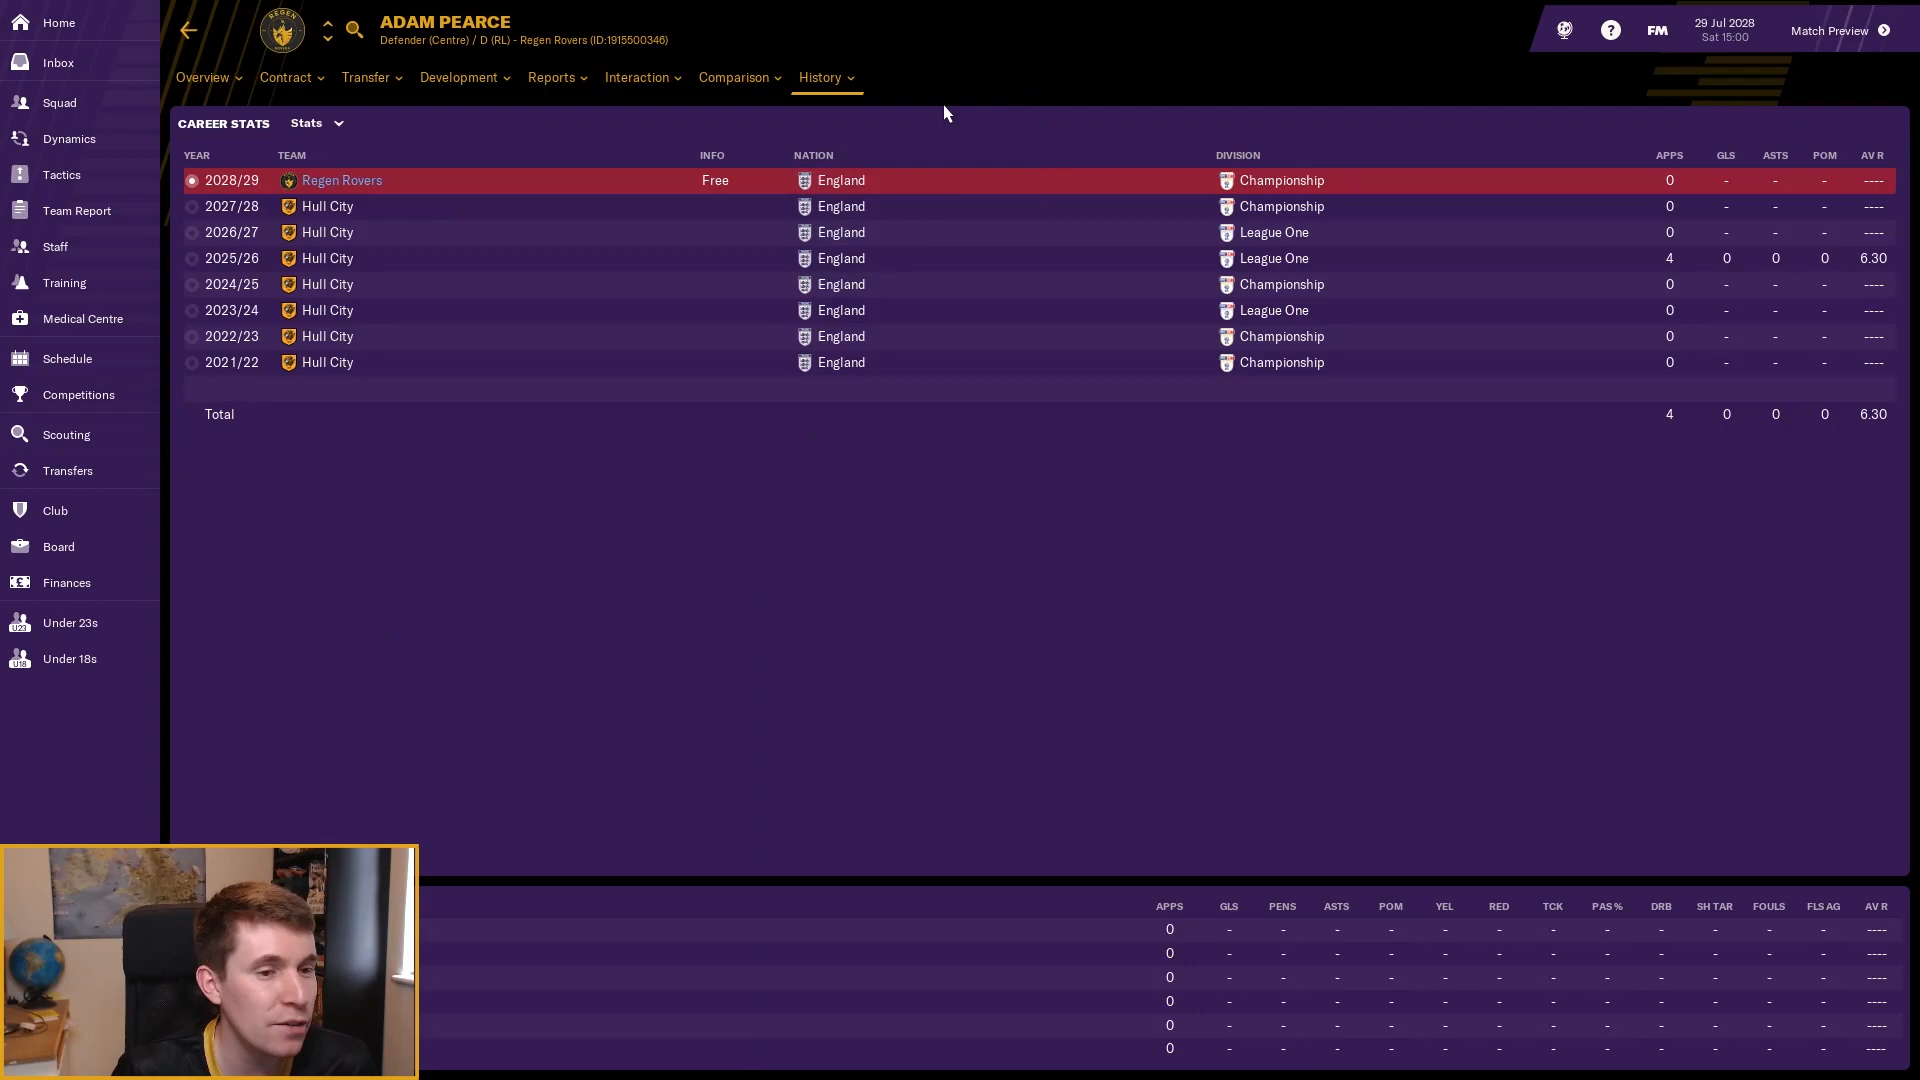 Home
Inbox
Squad
Dynamics
Tactics
Team Report
Staff
Training
Medical Centre
Schedule
Competitions
Scouting
Transfers
Club
Board
Finances
U23 Under 23s
U18 Under 18s
REGEN
ROVERS
ADAM PEARCE
Defender (Centre) / D (RL) - Regen Rovers (ID:1915500346)
? FM 29 Jul 2028 Match Preview
Sat 15:00
Overview Contract Transfer Development Reports Interaction Comparison History
CAREER STATS Stats
YEAR TEAM INFO NATION DIVISION APPS GLS ASTS POM AV R
2028/29 Regen Rovers Free England Championship 0 - - - ----
2027/28 Hull City England Championship 0 - - - ----
2026/27 Hull City England League One 0 - - - ----
2025/26 Hull City England League One 4 0 0 0 6.30
2024/25 Hull City England Championship 0 - - - ----
2023/24 Hull City England League One 0 - - - ----
2022/23 Hull City England Championship 0 - - - ----
2021/22 Hull City England Championship 0 - - - ----
Total 4 0 0 0 6.30
APPS GLS PENS ASTS POM YEL RED TCK PAS % DRB SH TAR FOULS FLS AG AV R
0 - - - - - - - - - - - - ----
0 - - - - - - - - - - - - ----
0 - - - - - - - - - - - - ----
0 - - - - - - - - - - - - ----
0 - - - - - - - - - - - - ----
0 - - - - - - - - - - - - ----